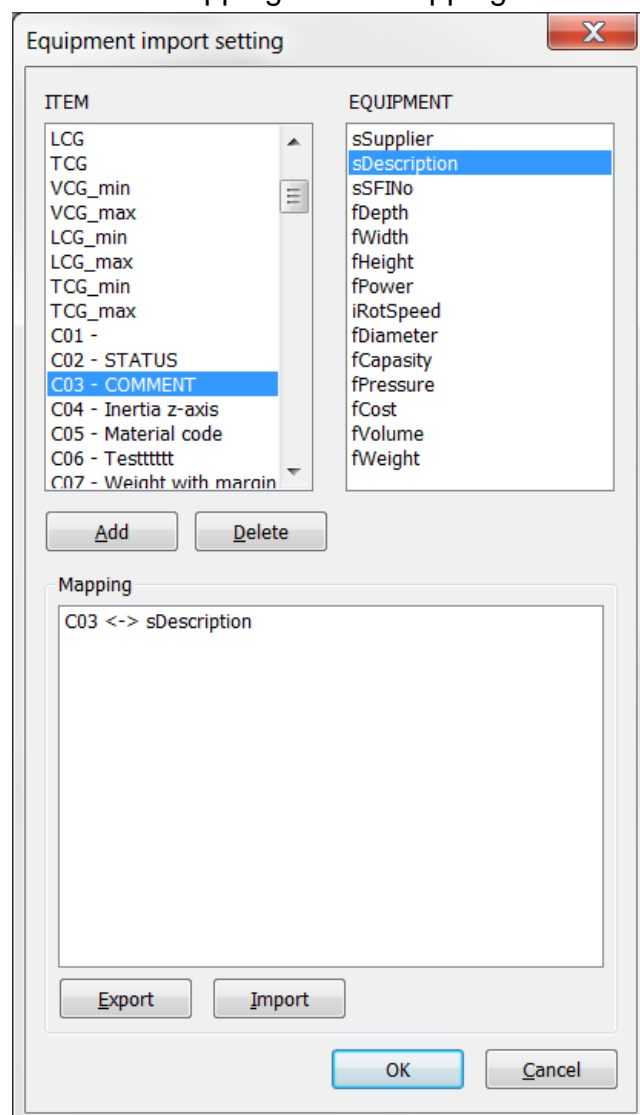 Equipment import setting
ITEM
EQUIPMENT
LCG
TCG
VCG_min
VCG_max
LCG_min
LCG_max
TCG_min
TCG_max
C01 -
C02 - STATUS
C03 - COMMENT
C04 - Inertia z-axis
C05 - Material code
C06 - Testttttt
C07 - Weight with margin
sSupplier
sDescription
sSFINo
fDepth
fWidth
fHeight
fPower
iRotSpeed
fDiameter
fCapasity
fPressure
fCost
fVolume
fWeight
Add
Delete
Mapping
C03 <-> sDescription
Export
Import
OK
Cancel